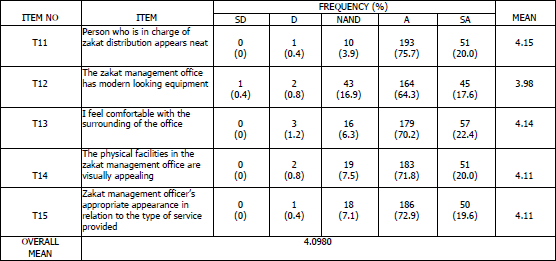 FREQUENCY (%)
ITEM NO ITEM SD D NAND A SA MEAN
T11 Person who is in charge of zakat distribution appears neat 0 (0) 1 (0.4) 10 (3.9) 193 (75.7) 51 (20.0) 4.15
T12 The zakat management office has modern looking equipment 1 (0.4) 2 (0.8) 43 (16.9) 164 (64.3) 45 (17.6) 3.98
T13 I feel comfortable with the surrounding of the office 0 (0) 3 (1.2) 16 (6.3) 179 (70.2) 57 (22.4) 4.14
T14 The physical facilities in the zakat management office are visually appealing 0 (0) 2 (0.8) 19 (7.5) 183 (71.8) 51 (20.0) 4.11
T15 Zakat management officer's appropriate appearance in relation to the type of service provided 0 (0) 1 (0.4) 18 (7.1) 186 (72.9) 50 (19.6) 4.11
OVERALL MEAN 4.0980